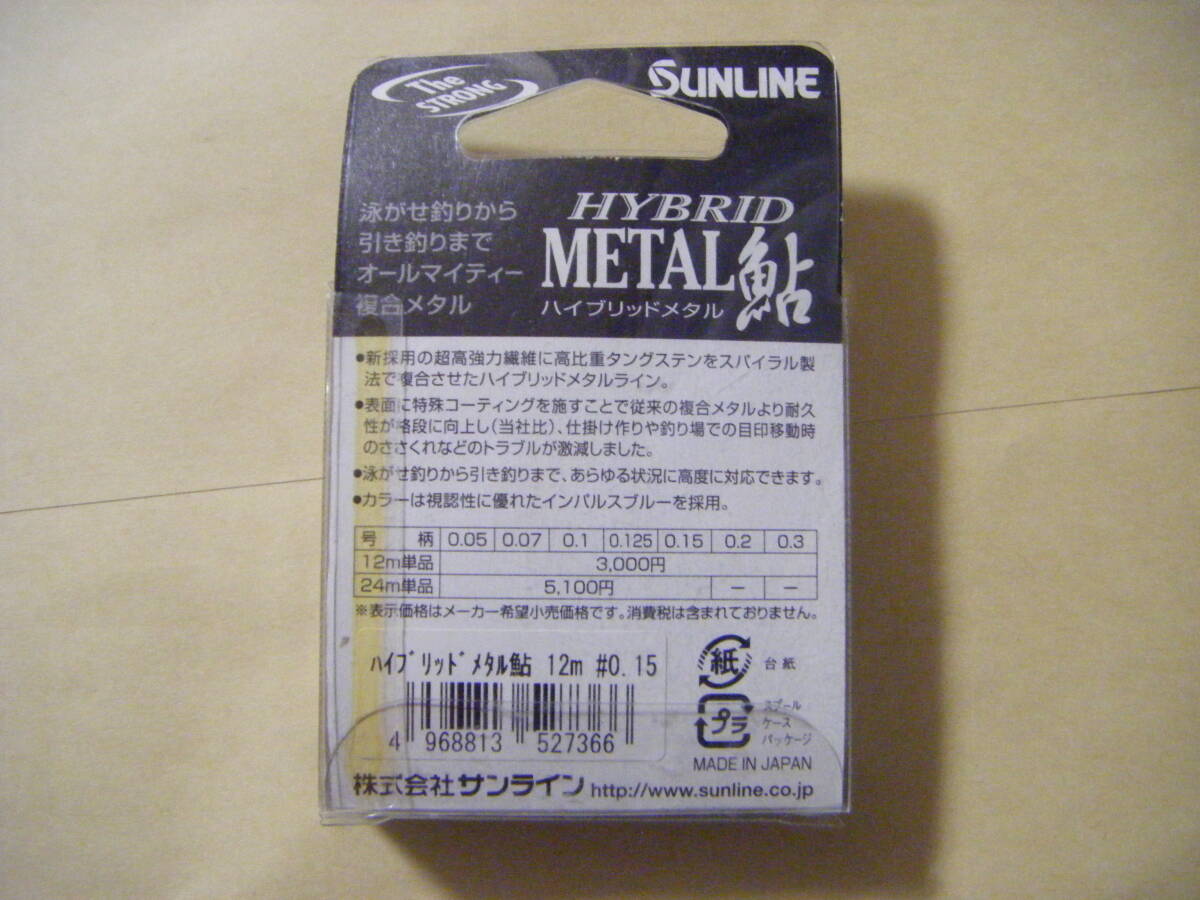 The STRONG
SUNLINE
泳がせ釣りから
引き釣りまで
オールマイティー
複合メタル
HYBRID
METAL鮎
ハイブリッドメタル
●新採用の超高強力繊維に高比重タングステンをスパイラル製
法で複合させたハイブリッドメタルライン。
●表面に特殊コーティングを施すことで従来の複合メタルより耐久
性が格段に向上し(当社比)、仕掛け作りや釣り場での目印移動時
のささくれなどのトラブルが激減しました。
●泳がせ釣りから引き釣りまで、あらゆる状況に高度に対応できます。
●カラーは視認性に優れたインパルスブルーを採用。
号 柄 0.05 0.07 0.1 0.125 0.15 0.2 0.3
12m単品 3,000円
24m単品 5,100円 － －
※表示価格はメーカー希望小売価格です。消費税は含まれておりません。
ﾊｲﾌﾞﾘｯﾄﾞﾒﾀﾙ鮎 12m #0.15
4 968813 527366
紙 台紙
プラ スプール
ケース
パッケージ
MADE IN JAPAN
株式会社サンライン http://www.sunline.co.jp